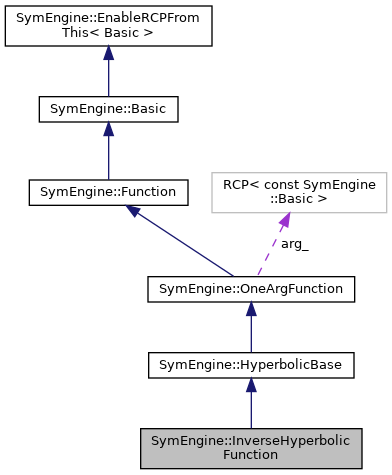 SymEngine::EnableRCPFrom
This< Basic >
SymEngine::Basic
SymEngine::Function
RCP< const SymEngine
::Basic >
arg_
SymEngine::OneArgFunction
SymEngine::HyperbolicBase
SymEngine::InverseHyperbolic
Function